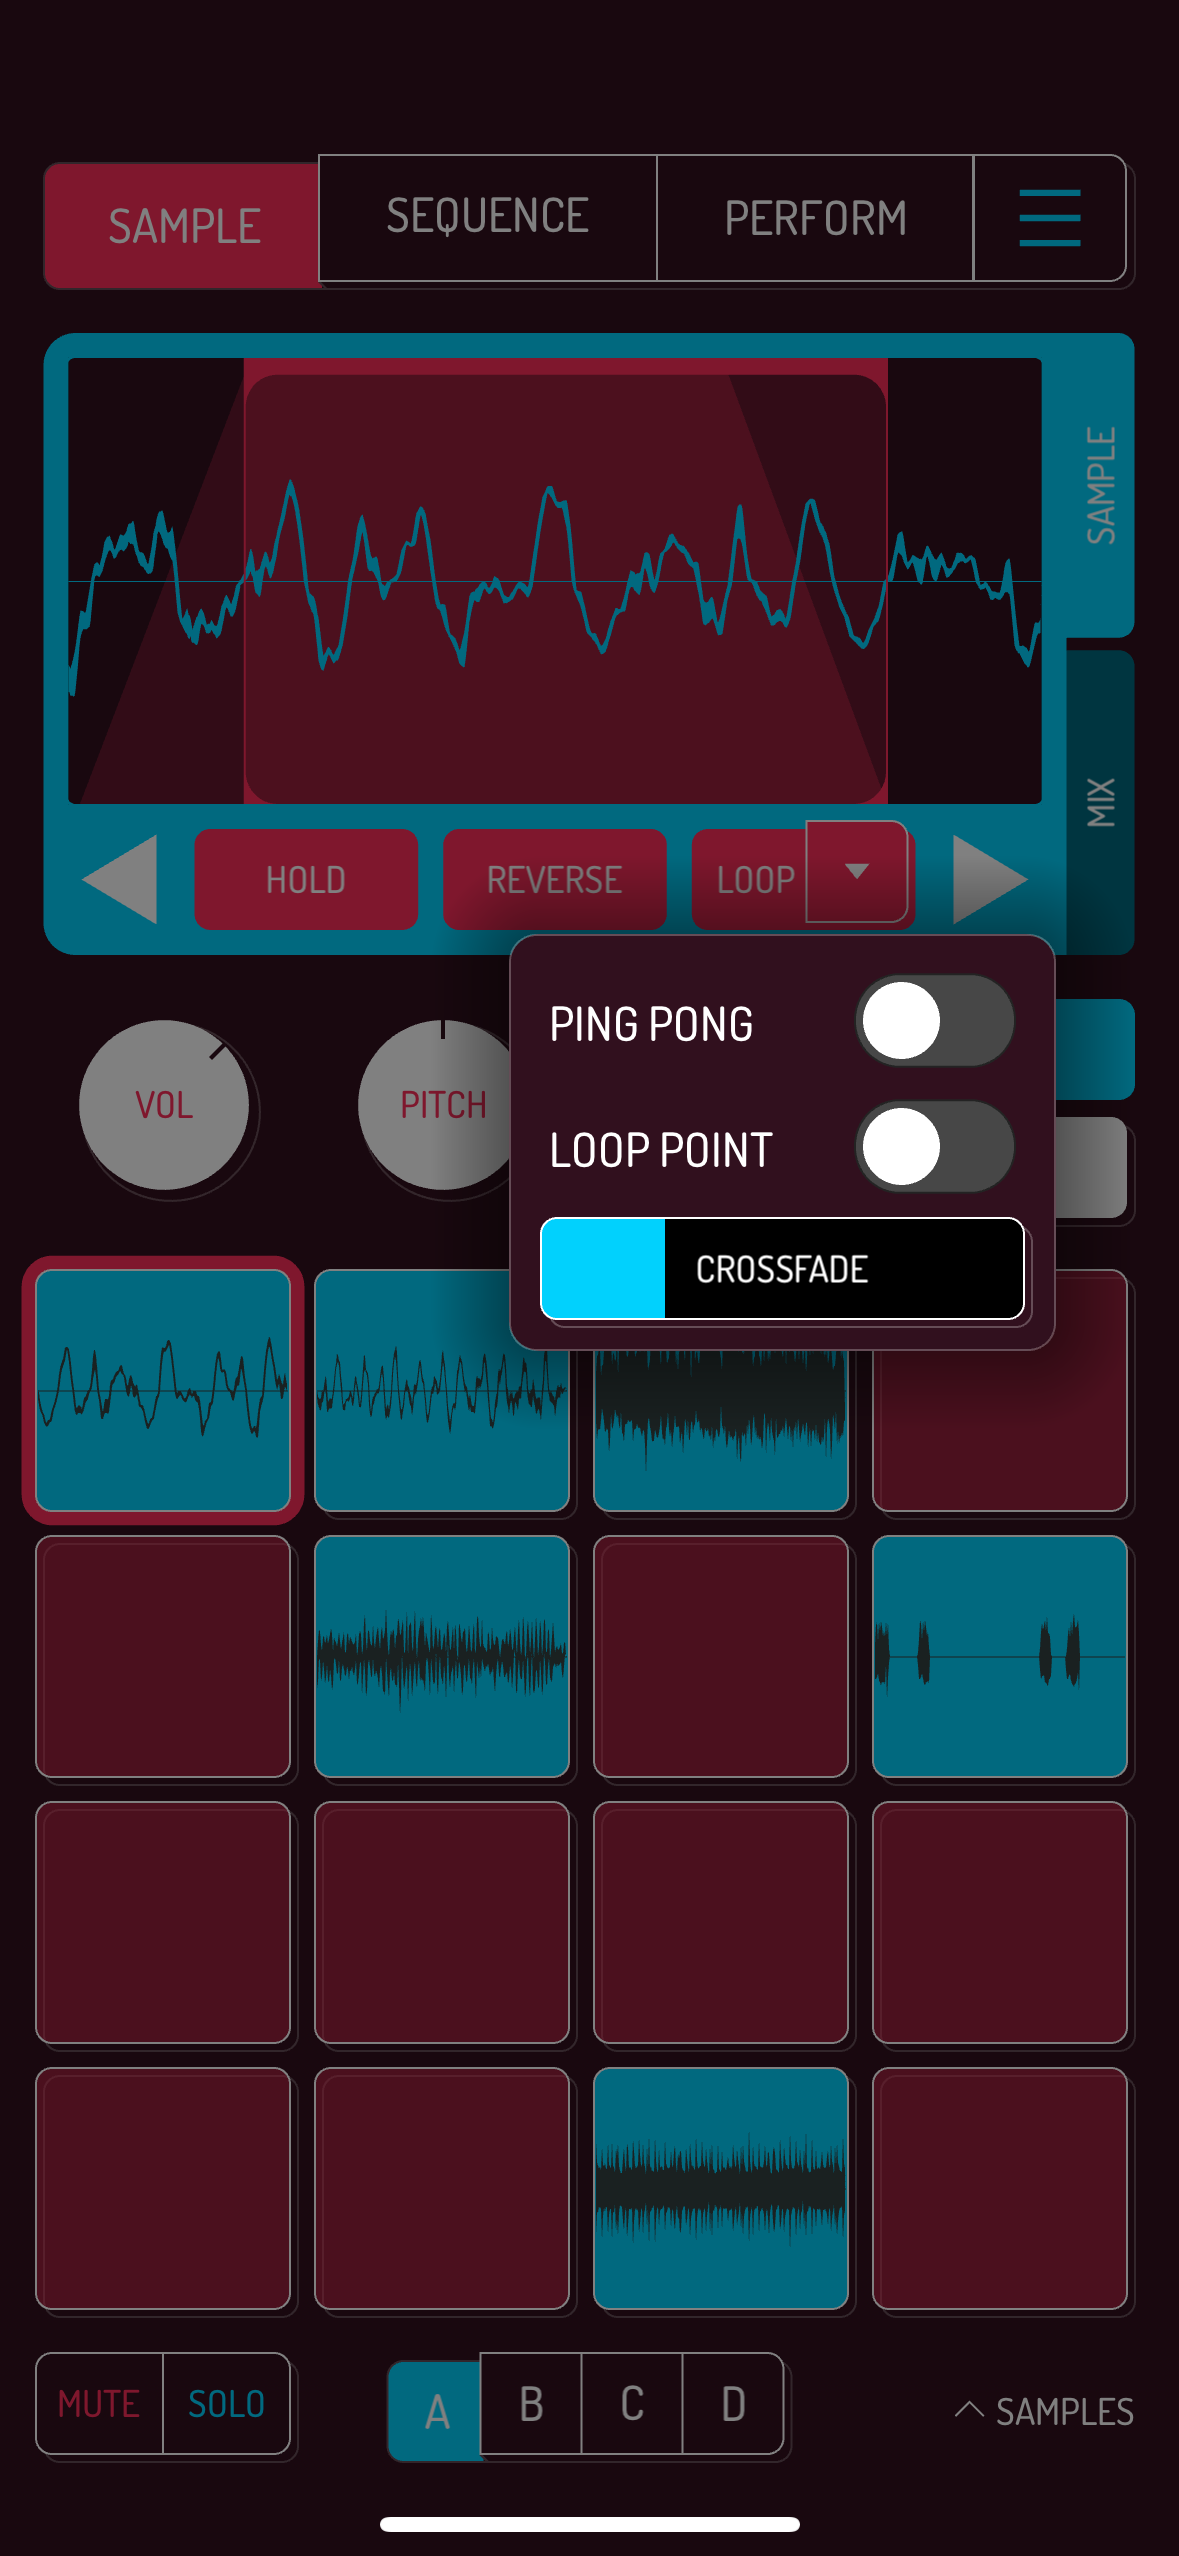 SAMPLE
SEQUENCE
PERFORM
SAMPLE
MIX
HOLD
REVERSE
LOOP
VOL
PITCH
PING PONG
LOOP POINT
CROSSFADE
MUTE
SOLO
A
B
C
D
SAMPLES